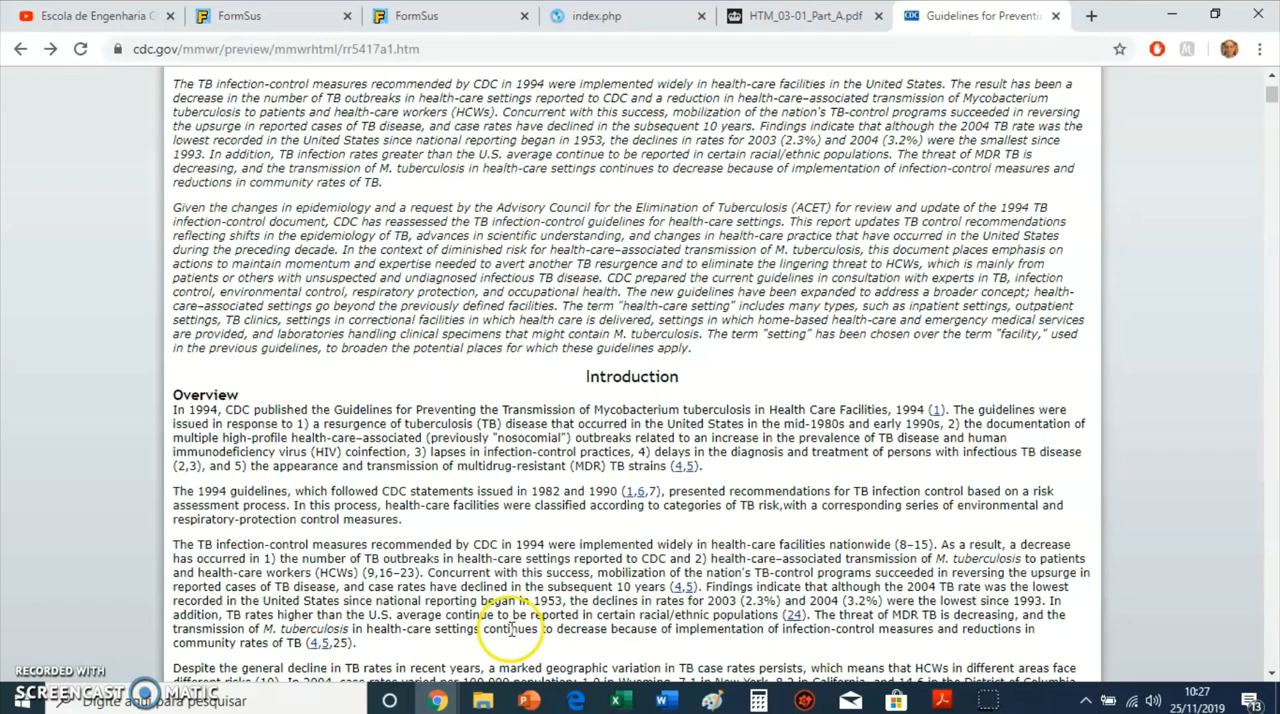 Escola de Engenharia C
FormSus
FormSus
index.php
HTM_03-01_Part_A.pdf
CDC
Guidelines for Preventi
cdc.gov/mmwr/preview/mmwrhtml/rr5417a1.htm
The TB infection-control measures recommended by CDC in 1994 were implemented widely in health-care facilities in the United States. The result has been a
decrease in the number of TB outbreaks in health-care settings reported to CDC and a reduction in health-care–associated transmission of Mycobacterium
tuberculosis to patients and health-care workers (HCWs). Concurrent with this success, mobilization of the nation's TB-control programs succeeded in reversing
the upsurge in reported cases of TB disease, and case rates have declined in the subsequent 10 years. Findings indicate that although the 2004 TB rate was the
lowest recorded in the United States since national reporting began in 1953, the declines in rates for 2003 (2.3%) and 2004 (3.2%) were the smallest since
1993. In addition, TB infection rates greater than the U.S. average continue to be reported in certain racial/ethnic populations. The threat of MDR TB is
decreasing, and the transmission of M. tuberculosis in health-care settings continues to decrease because of implementation of infection-control measures and
reductions in community rates of TB.
Given the changes in epidemiology and a request by the Advisory Council for the Elimination of Tuberculosis (ACET) for review and update of the 1994 TB
infection-control document, CDC has reassessed the TB infection-control guidelines for health-care settings. This report updates TB control recommendations
reflecting shifts in the epidemiology of TB, advances in scientific understanding, and changes in health-care practice that have occurred in the United States
during the preceding decade. In the context of diminished risk for health-care–associated transmission of M. tuberculosis, this document places emphasis on
actions to maintain momentum and expertise needed to avert another TB resurgence and to eliminate the lingering threat to HCWs, which is mainly from
patients or others with unsuspected and undiagnosed infectious TB disease. CDC prepared the current guidelines in consultation with experts in TB, infection
control, environmental control, respiratory protection, and occupational health. The new guidelines have been expanded to address a broader concept; health-
care–associated settings go beyond the previously defined facilities. The term "health-care setting" includes many types, such as inpatient settings, outpatient
settings, TB clinics, settings in correctional facilities in which health care is delivered, settings in which home-based health-care and emergency medical services
are provided, and laboratories handling clinical specimens that might contain M. tuberculosis. The term "setting" has been chosen over the term "facility," used
in the previous guidelines, to broaden the potential places for which these guidelines apply.
Introduction
Overview
In 1994, CDC published the Guidelines for Preventing the Transmission of Mycobacterium tuberculosis in Health Care Facilities, 1994 (1). The guidelines were
issued in response to 1) a resurgence of tuberculosis (TB) disease that occurred in the United States in the mid-1980s and early 1990s, 2) the documentation of
multiple high-profile health-care–associated (previously "nosocomial") outbreaks related to an increase in the prevalence of TB disease and human
immunodeficiency virus (HIV) coinfection, 3) lapses in infection-control practices, 4) delays in the diagnosis and treatment of persons with infectious TB disease
(2,3), and 5) the appearance and transmission of multidrug-resistant (MDR) TB strains (4,5).
The 1994 guidelines, which followed CDC statements issued in 1982 and 1990 (1,6,7), presented recommendations for TB infection control based on a risk
assessment process. In this process, health-care facilities were classified according to categories of TB risk,with a corresponding series of environmental and
respiratory-protection control measures.
The TB infection-control measures recommended by CDC in 1994 were implemented widely in health-care facilities nationwide (8–15). As a result, a decrease
has occurred in 1) the number of TB outbreaks in health-care settings reported to CDC and 2) health-care–associated transmission of M. tuberculosis to patients
and health-care workers (HCWs) (9,16–23). Concurrent with this success, mobilization of the nation's TB-control programs succeeded in reversing the upsurge in
reported cases of TB disease, and case rates have declined in the subsequent 10 years (4,5). Findings indicate that although the 2004 TB rate was the lowest
recorded in the United States since national reporting began in 1953, the declines in rates for 2003 (2.3%) and 2004 (3.2%) were the lowest since 1993. In
addition, TB rates higher than the U.S. average continue to be reported in certain racial/ethnic populations (24). The threat of MDR TB is decreasing, and the
transmission of M. tuberculosis in health-care settings continues to decrease because of implementation of infection-control measures and reductions in
community rates of TB (4,5,25).
Despite the general decline in TB rates in recent years, a marked geographic variation in TB case rates persists, which means that HCWs in different areas face
different risks (10). In 2004, case rates varied per 100,000 population: 1.0 in Wyoming, 7.1 in New York, 8.3 in California, and 14.6 in the District of Columbia
RECORDED WITH
SCREENCAST MATIC
Digite aqui para pesquisar
10:27
25/11/2019
13